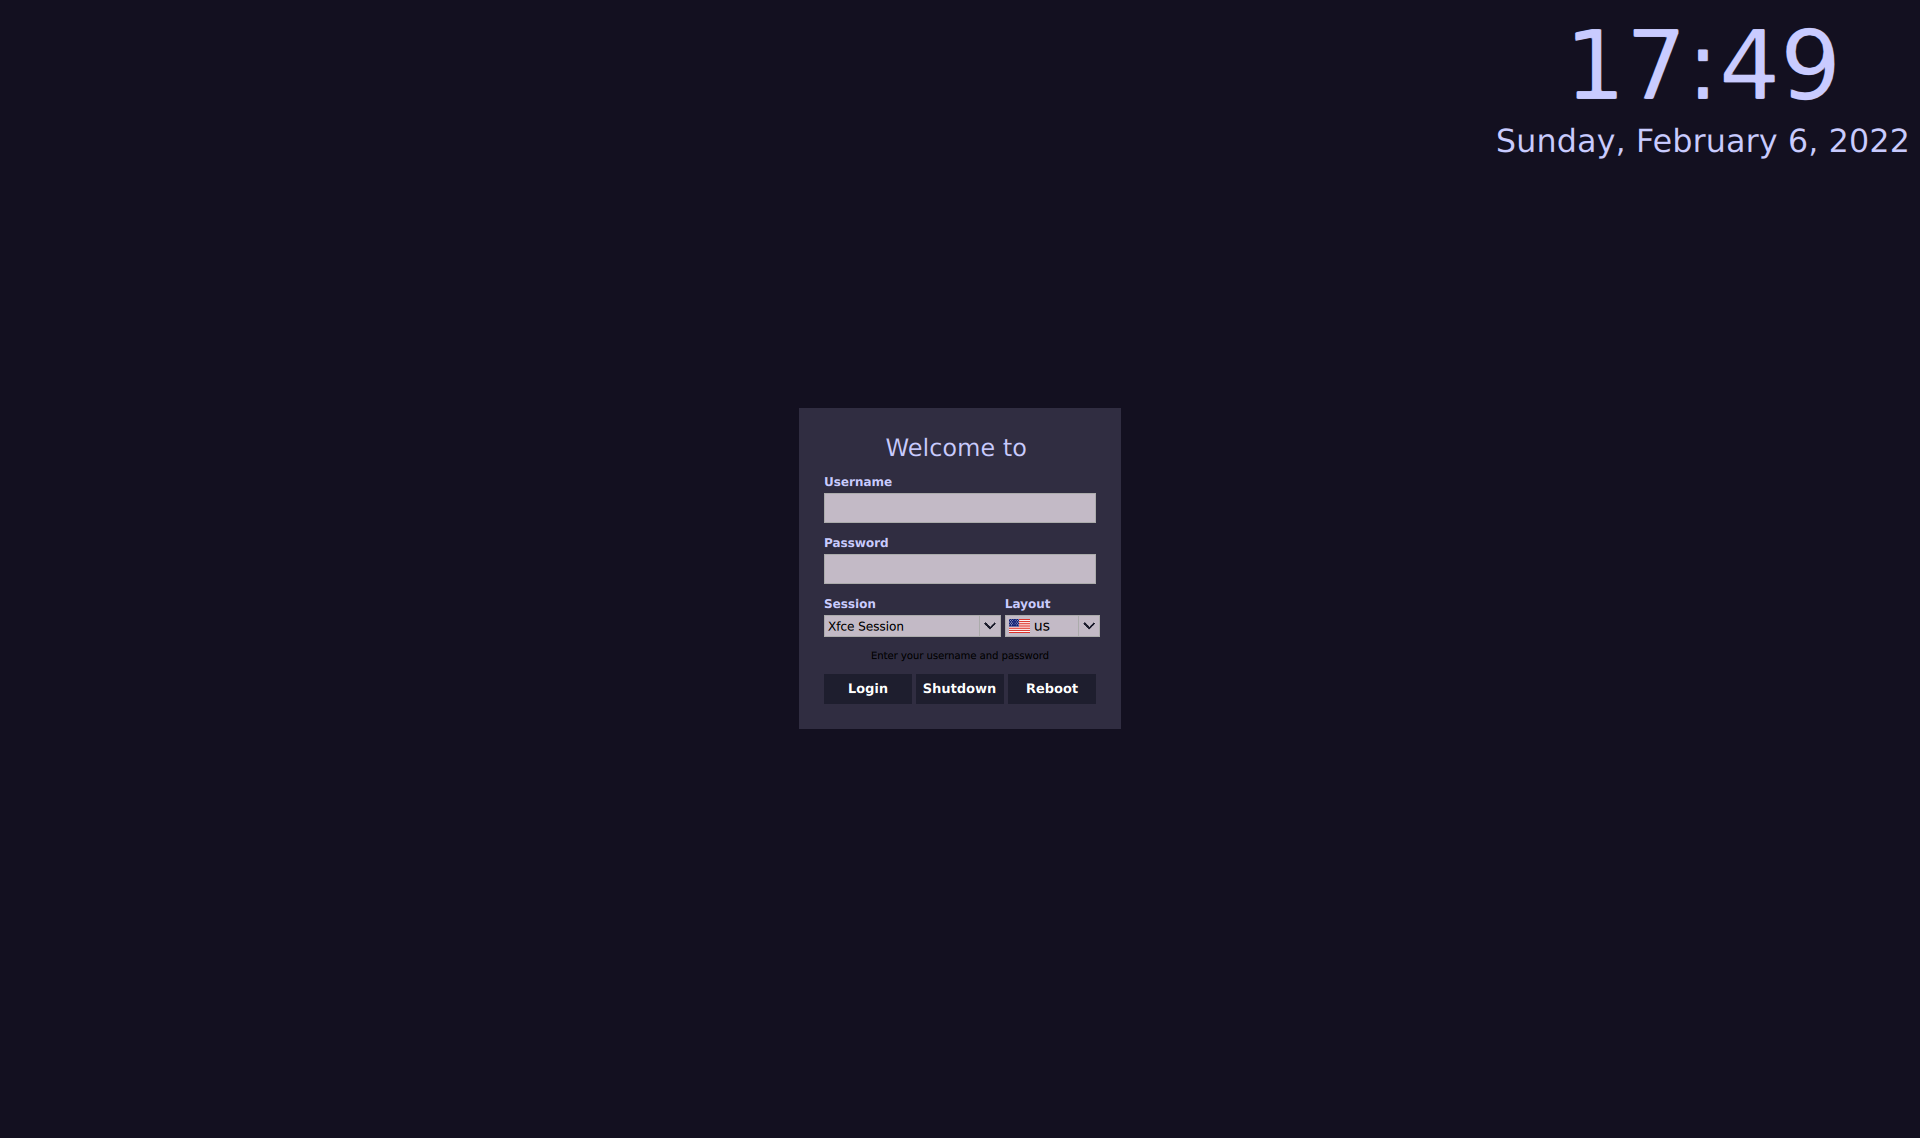 17:49
Sunday, February 6, 2022
Welcome to
Username
Password
Session Layout
Xfce Session us
Enter your username and password
Login Shutdown Reboot